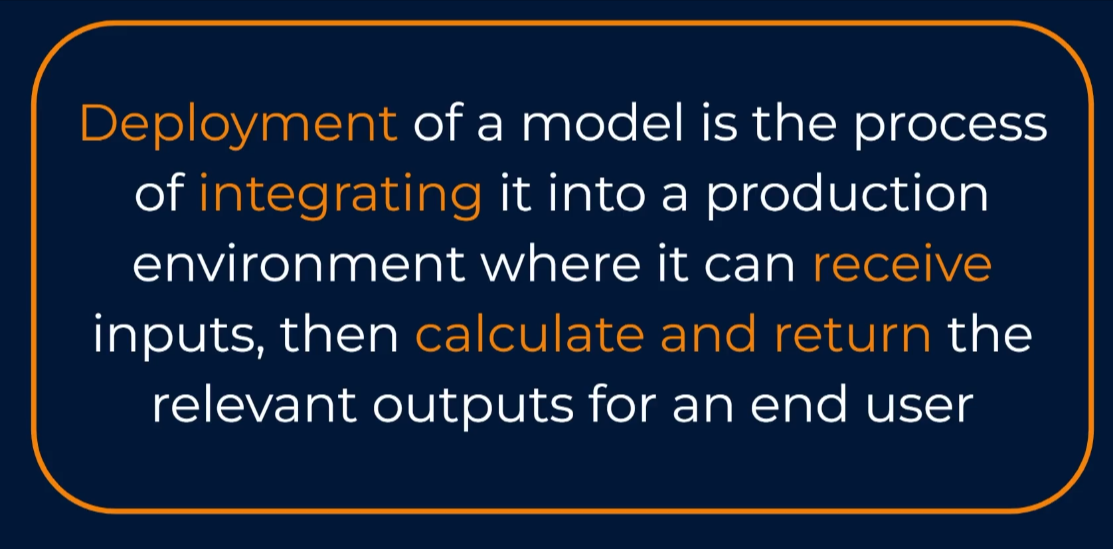 Deployment of a model is the process
of integrating it into a production
environment where it can receive
inputs, then calculate and return the
relevant outputs for an end user